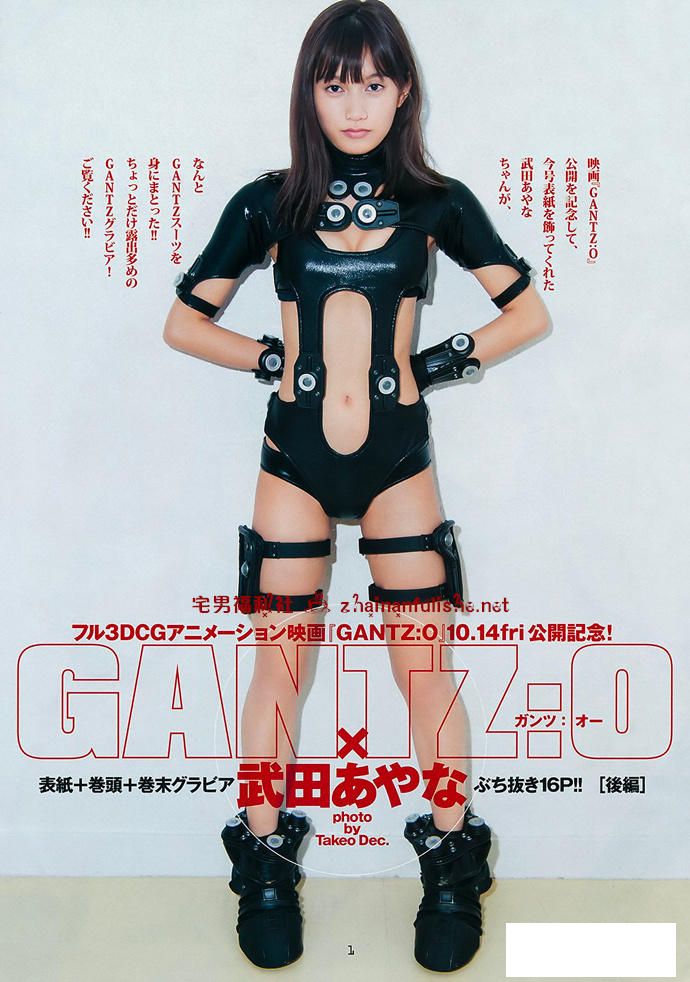 映画『GANTZ:O』
公開を記念して、
今号表紙を飾ってくれた
武田あやな
ちゃんが、
なんと
GANTZスーツを
身にまとった!!
ちょっとだけ露出多めの
GANTZグラビア!
ご覧ください!!
宅男福利社 zhainanfulishe.net
フル3DCGアニメーション映画『GANTZ:O』10.14fri 公開記念!
GANTZ:O
ガンツ:オー
×
表紙+巻頭+巻末グラビア 武田あやな ぶち抜き16P!! [後編]
photo
by
Takeo Dec.
1